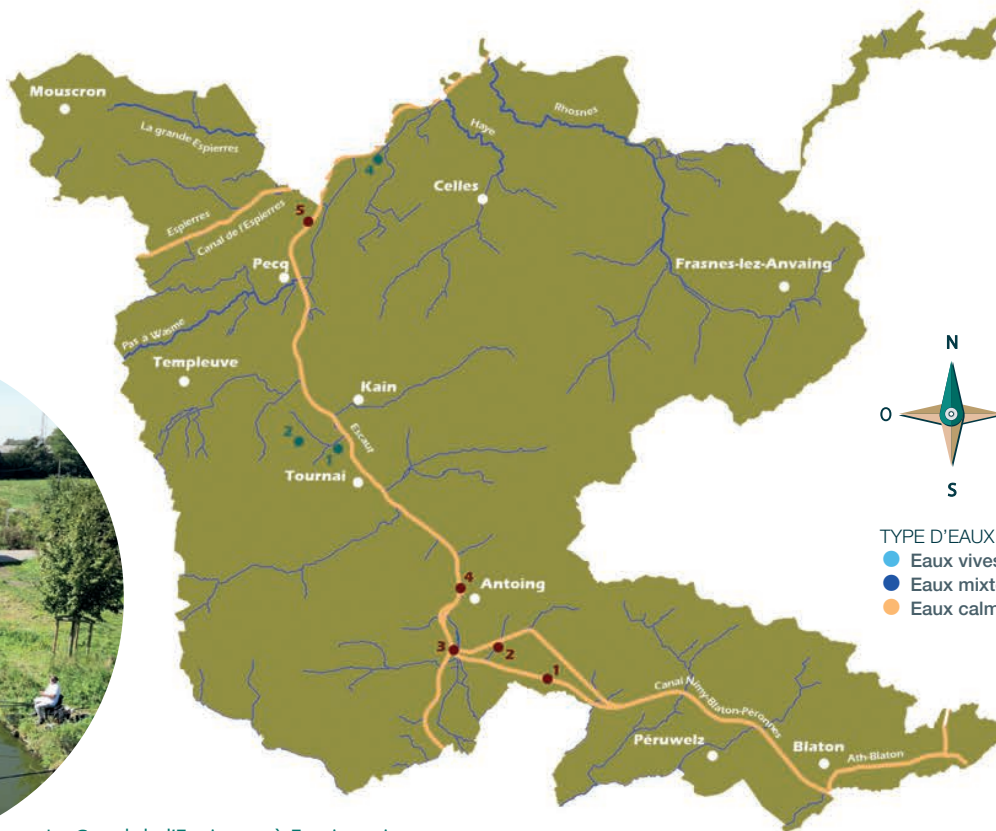 Mouscron
La grande Espierres
Rhosnes
Haye
4
Celles
Espierres
Canal de l'Espierres
5
Pecq
Frasnes-lez-Anvaing
Pas à Wasme
Templeuve
N
Kain
O
2
1
Escaut
Tournai
S
TYPE D'EAUX
Eaux vives
Eaux mixt
Eaux calm
4
Antoing
3
2
1
Canal Nimy-Blaton-Péronnes
Péruwelz
Blaton
Ath-Blaton